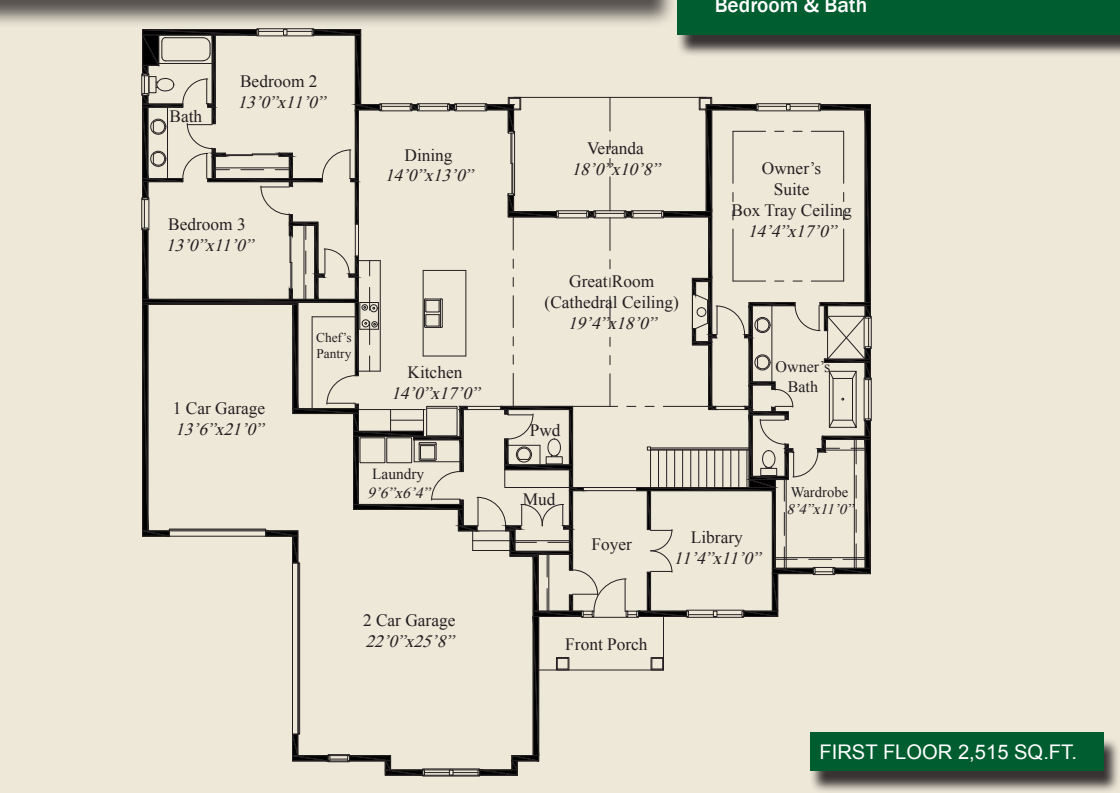 Bedroom & Bath
Bedroom 2
13’0”x11’0”
Bath
Dining
14’0”x13’0”
Veranda
18’0”x10’8”
Owner’s
Suite
Box Tray Ceiling
14’4”x17’0”
Bedroom 3
13’0”x11’0”
Great Room
(Cathedral Ceiling)
19’4”x18’0”
Chef’s
Pantry
Kitchen
14’0”x17’0”
Owner’s
Bath
1 Car Garage
13’6”x21’0”
Pwd
Laundry
9’6”x6’4”
Mud
Wardrobe
8’4”x11’0”
Foyer
Library
11’4”x11’0”
2 Car Garage
22’0”x25’8”
Front Porch
FIRST FLOOR 2,515 SQ.FT.